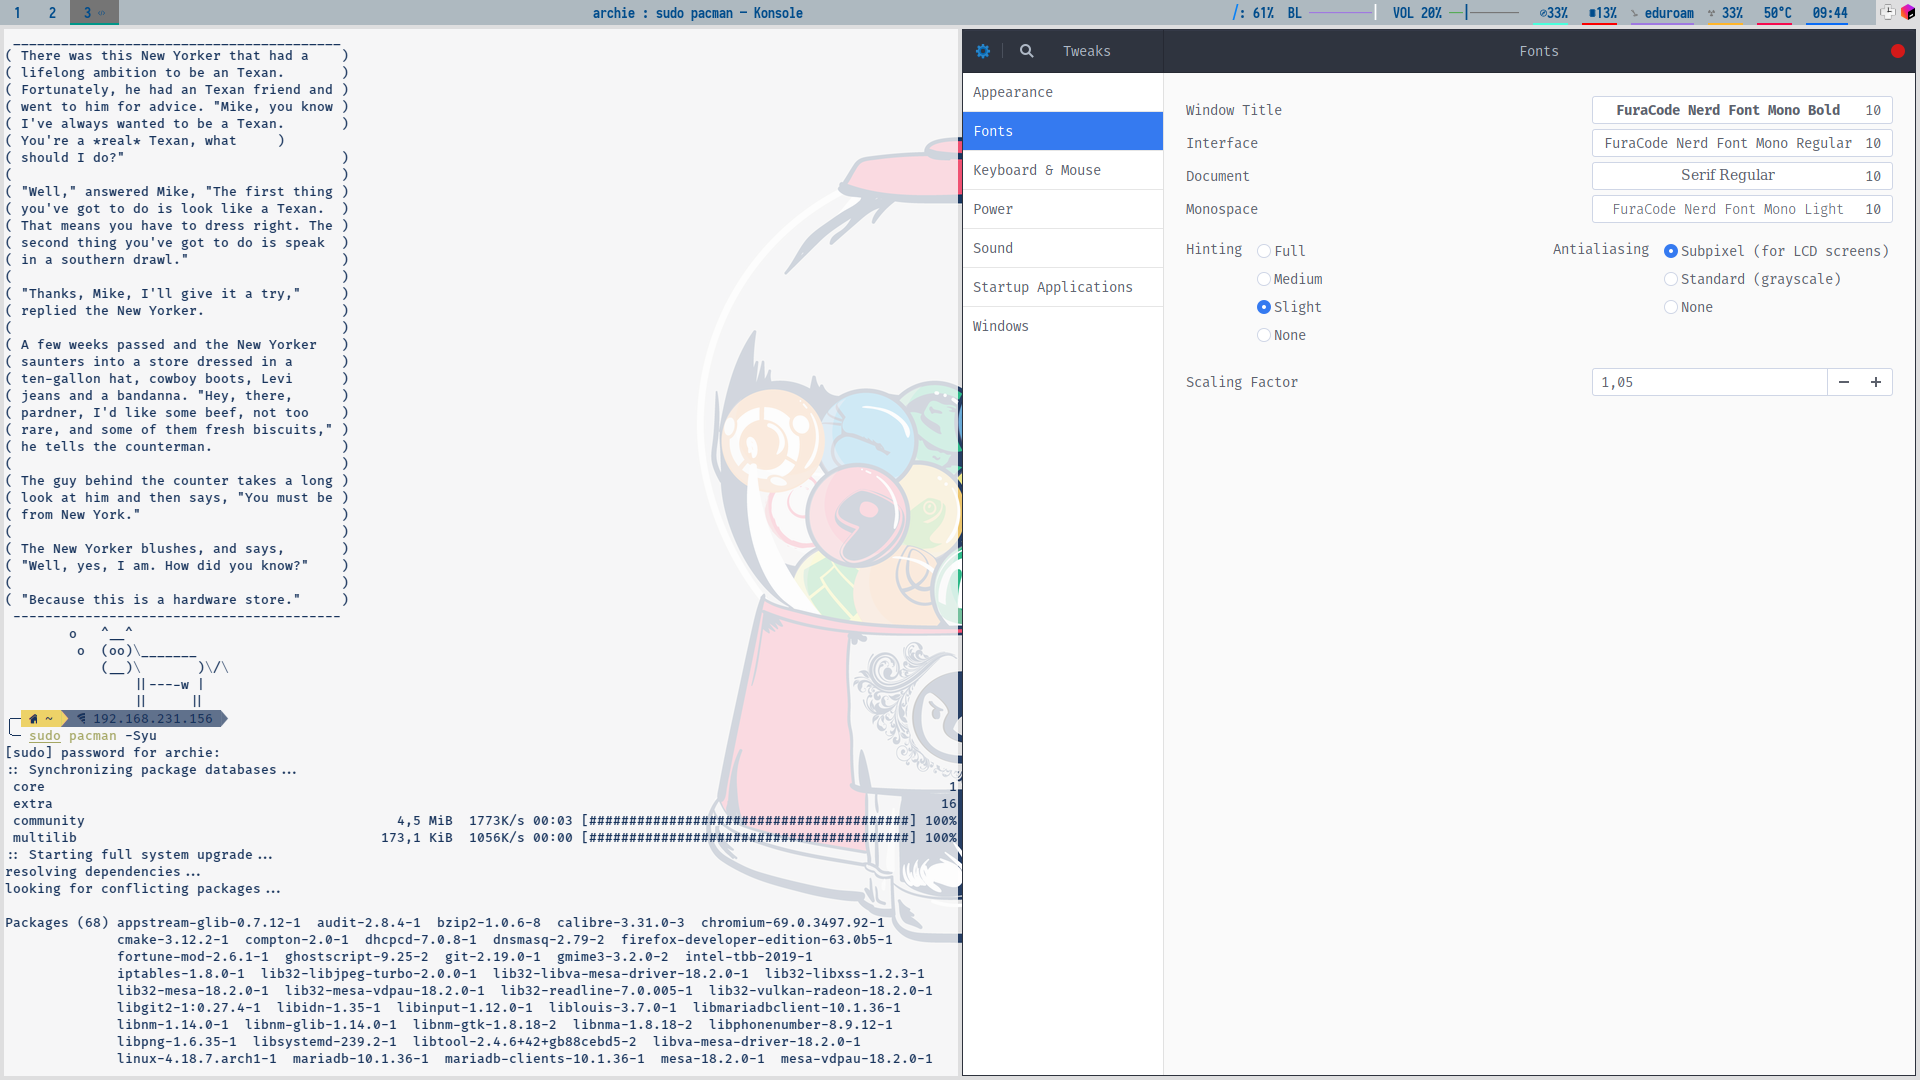 1 2 3 archie : sudo pacman — Konsole /: 61% BL VOL 20% 33% 13% eduroam 33% 50°C 09:44
_________________________________________
( There was this New Yorker that had a )
( lifelong ambition to be an Texan. )
( Fortunately, he had an Texan friend and )
( went to him for advice. "Mike, you know )
( I've always wanted to be a Texan. )
( You're a *real* Texan, what )
( should I do?" )
( )
( "Well," answered Mike, "The first thing )
( you've got to do is look like a Texan. )
( That means you have to dress right. The )
( second thing you've got to do is speak )
( in a southern drawl." )
( )
( "Thanks, Mike, I'll give it a try," )
( replied the New Yorker. )
( )
( A few weeks passed and the New Yorker )
( saunters into a store dressed in a )
( ten-gallon hat, cowboy boots, Levi )
( jeans and a bandanna. "Hey, there, )
( pardner, I'd like some beef, not too )
( rare, and some of them fresh biscuits," )
( he tells the counterman. )
( )
( The guy behind the counter takes a long )
( look at him and then says, "You must be )
( from New York." )
( )
( The New Yorker blushes, and says, )
( "Well, yes, I am. How did you know?" )
( )
( "Because this is a hardware store." )
-----------------------------------------
o ^__^
o (oo)\_______
(__)\ )\/\
||----w |
|| ||
~ 192.168.231.156
sudo pacman -Syu
[sudo] password for archie:
:: Synchronizing package databases...
core 1
extra 16
community 4,5 MiB 1773K/s 00:03 [########################################] 100%
multilib 173,1 KiB 1056K/s 00:00 [########################################] 100%
:: Starting full system upgrade...
resolving dependencies...
looking for conflicting packages...
Packages (68) appstream-glib-0.7.12-1 audit-2.8.4-1 bzip2-1.0.6-8 calibre-3.31.0-3 chromium-69.0.3497.92-1
cmake-3.12.2-1 compton-2.0-1 dhcpcd-7.0.8-1 dnsmasq-2.79-2 firefox-developer-edition-63.0b5-1
fortune-mod-2.6.1-1 ghostscript-9.25-2 git-2.19.0-1 gmime3-3.2.0-2 intel-tbb-2019-1
iptables-1.8.0-1 lib32-libjpeg-turbo-2.0.0-1 lib32-libva-mesa-driver-18.2.0-1 lib32-libxss-1.2.3-1
lib32-mesa-18.2.0-1 lib32-mesa-vdpau-18.2.0-1 lib32-readline-7.0.005-1 lib32-vulkan-radeon-18.2.0-1
libgit2-1:0.27.4-1 libidn-1.35-1 libinput-1.12.0-1 liblouis-3.7.0-1 libmariadbclient-10.1.36-1
libnm-1.14.0-1 libnm-glib-1.14.0-1 libnm-gtk-1.8.18-2 libnma-1.8.18-2 libphonenumber-8.9.12-1
libpng-1.6.35-1 libsystemd-239.2-1 libtool-2.4.6+42+gb88cebd5-2 libva-mesa-driver-18.2.0-1
linux-4.18.7.arch1-1 mariadb-10.1.36-1 mariadb-clients-10.1.36-1 mesa-18.2.0-1 mesa-vdpau-18.2.0-1
Tweaks Fonts
Appearance
Fonts
Keyboard & Mouse
Power
Sound
Startup Applications
Windows
Window Title FuraCode Nerd Font Mono Bold 10
Interface FuraCode Nerd Font Mono Regular 10
Document Serif Regular 10
Monospace FuraCode Nerd Font Mono Light 10
Hinting Full Antialiasing Subpixel (for LCD screens)
Medium Standard (grayscale)
Slight None
None
Scaling Factor 1,05 − +